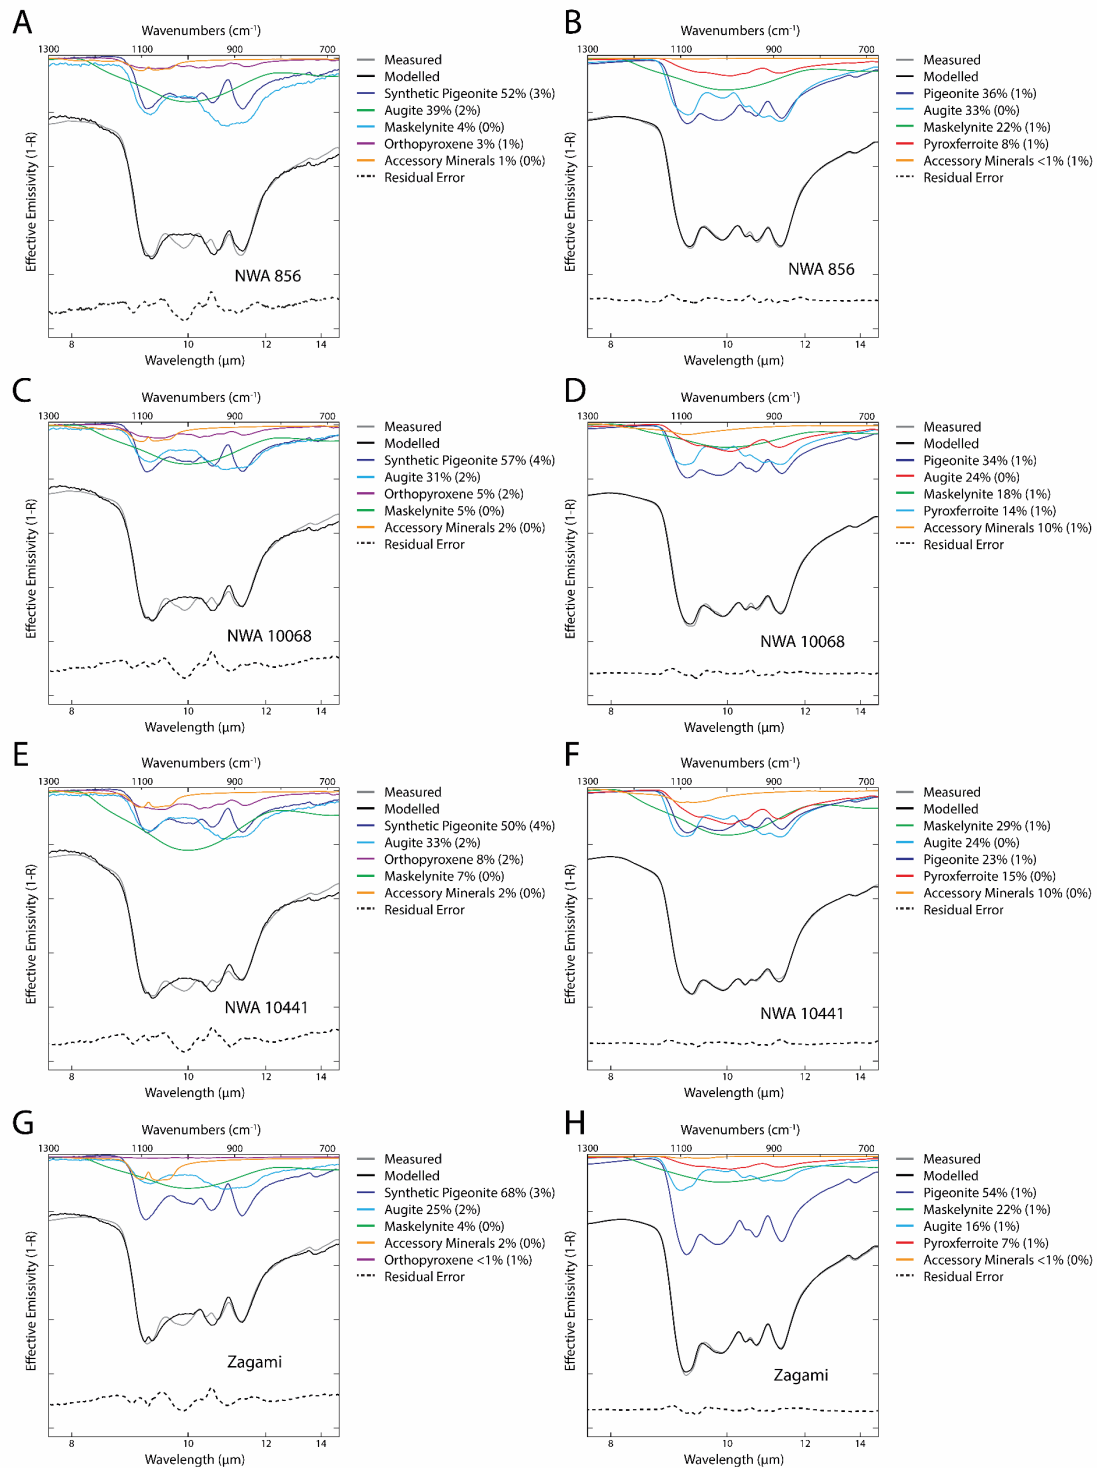 A
Wavenumbers (cm⁻¹)
1300 1100 900 700
Effective Emissivity (1-R)
Measured
Modelled
Synthetic Pigeonite 52% (3%)
Augite 39% (2%)
Maskelynite 4% (0%)
Orthopyroxene 3% (1%)
Accessory Minerals 1% (0%)
Residual Error
NWA 856
8 10 12 14
Wavelength (µm)
B
Wavenumbers (cm⁻¹)
1300 1100 900 700
Effective Emissivity (1-R)
Measured
Modelled
Pigeonite 36% (1%)
Augite 33% (0%)
Maskelynite 22% (1%)
Pyroxferroite 8% (1%)
Accessory Minerals <1% (1%)
Residual Error
NWA 856
8 10 12 14
Wavelength (µm)
C
Wavenumbers (cm⁻¹)
1300 1100 900 700
Effective Emissivity (1-R)
Measured
Modelled
Synthetic Pigeonite 57% (4%)
Augite 31% (2%)
Orthopyroxene 5% (2%)
Maskelynite 5% (0%)
Accessory Minerals 2% (0%)
Residual Error
NWA 10068
8 10 12 14
Wavelength (µm)
D
Wavenumbers (cm⁻¹)
1300 1100 900 700
Effective Emissivity (1-R)
Measured
Modelled
Pigeonite 34% (1%)
Augite 24% (0%)
Maskelynite 18% (1%)
Pyroxferroite 14% (1%)
Accessory Minerals 10% (1%)
Residual Error
NWA 10068
8 10 12 14
Wavelength (µm)
E
Wavenumbers (cm⁻¹)
1300 1100 900 700
Effective Emissivity (1-R)
Measured
Modelled
Synthetic Pigeonite 50% (4%)
Augite 33% (2%)
Orthopyroxene 8% (2%)
Maskelynite 7% (0%)
Accessory Minerals 2% (0%)
Residual Error
NWA 10441
8 10 12 14
Wavelength (µm)
F
Wavenumbers (cm⁻¹)
1300 1100 900 700
Effective Emissivity (1-R)
Measured
Modelled
Maskelynite 29% (1%)
Augite 24% (0%)
Pigeonite 23% (1%)
Pyroxferroite 15% (0%)
Accessory Minerals 10% (0%)
Residual Error
NWA 10441
8 10 12 14
Wavelength (µm)
G
Wavenumbers (cm⁻¹)
1300 1100 900 700
Effective Emissivity (1-R)
Measured
Modelled
Synthetic Pigeonite 68% (3%)
Augite 25% (2%)
Maskelynite 4% (0%)
Accessory Minerals 2% (0%)
Orthopyroxene <1% (1%)
Residual Error
Zagami
8 10 12 14
Wavelength (µm)
H
Wavenumbers (cm⁻¹)
1300 1100 900 700
Effective Emissivity (1-R)
Measured
Modelled
Pigeonite 54% (1%)
Maskelynite 22% (1%)
Augite 16% (1%)
Pyroxferroite 7% (1%)
Accessory Minerals <1% (0%)
Residual Error
Zagami
8 10 12 14
Wavelength (µm)